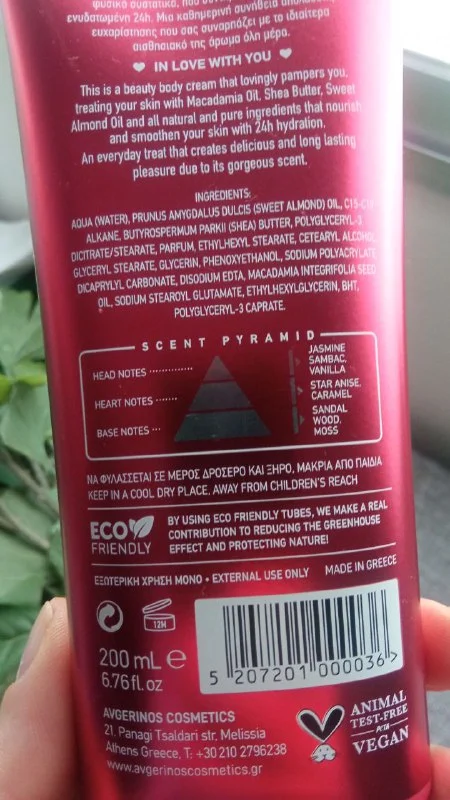 φυσικά συστατικά, που
ενυδατωμένη 24h. Μια καθημερινή συνήθεια
ευχαρίστησης που σας συναρπάζει με το ιδιαίτερα
αισθησιακό της άρωμα όλη μέρα.
IN LOVE WITH YOU
This is a beauty body cream that lovingly pampers you,
treating your skin with Macadamia Oil, Shea Butter, Sweet
Almond Oil and all natural and pure ingredients that nourish
and smoothen your skin with 24h hydration.
An everyday treat that creates delicious and long lasting
pleasure due to its gorgeous scent.
INGREDIENTS:
AQUA (WATER), PRUNUS AMYGDALUS DULCIS (SWEET ALMOND) OIL,
ALKANE, BUTYROSPERMUM PARKII (SHEA) BUTTER, POLYGLYCERYL-3
DICITRATE/STEARATE, PARFUM, ETHYLHEXYL STEARATE, CETEARYL ALCOHOL,
GLYCERYL STEARATE, GLYCERIN, PHENOXYETHANOL, SODIUM POLYACRYLATE,
DICAPRYLYL CARBONATE, DISODIUM EDTA, MACADAMIA INTEGRIFOLIA SEED
OIL, SODIUM STEAROYL GLUTAMATE, ETHYLHEXYLGLYCERIN, BHT,
POLYGLYCERYL-3 CAPRATE.
SCENT PYRAMID
HEAD NOTES
JASMINE
SAMBAC,
VANILLA
HEART NOTES
STAR ANISE,
CARAMEL
BASE NOTES
SANDAL
WOOD,
MOSS
ΝΑ ΦΥΛΑΣΣΕΤΑΙ ΣΕ ΜΕΡΟΣ ΔΡΟΣΕΡΟ ΚΑΙ ΞΗΡΟ, ΜΑΚΡΙΑ ΑΠΟ ΠΑΙΔΙΑ
KEEP IN A COOL DRY PLACE, AWAY FROM CHILDREN'S REACH
ECO
FRIENDLY
BY USING ECO FRIENDLY TUBES, WE MAKE A REAL
CONTRIBUTION TO REDUCING THE GREENHOUSE
EFFECT AND PROTECTING NATURE!
ΕΞΩΤΕΡΙΚΗ ΧΡΗΣΗ ΜΟΝΟ • EXTERNAL USE ONLY MADE IN GREECE
12M
200 mL e
6.76 fl.oz
5 207201 000036 >
AVGERINOS COSMETICS
21, Panagi Tsaldari str, Melissia
Athens Greece, T: +30 210 2796238
www.avgerinoscosmetics.gr
ANIMAL
TEST-FREE
PETA
VEGAN